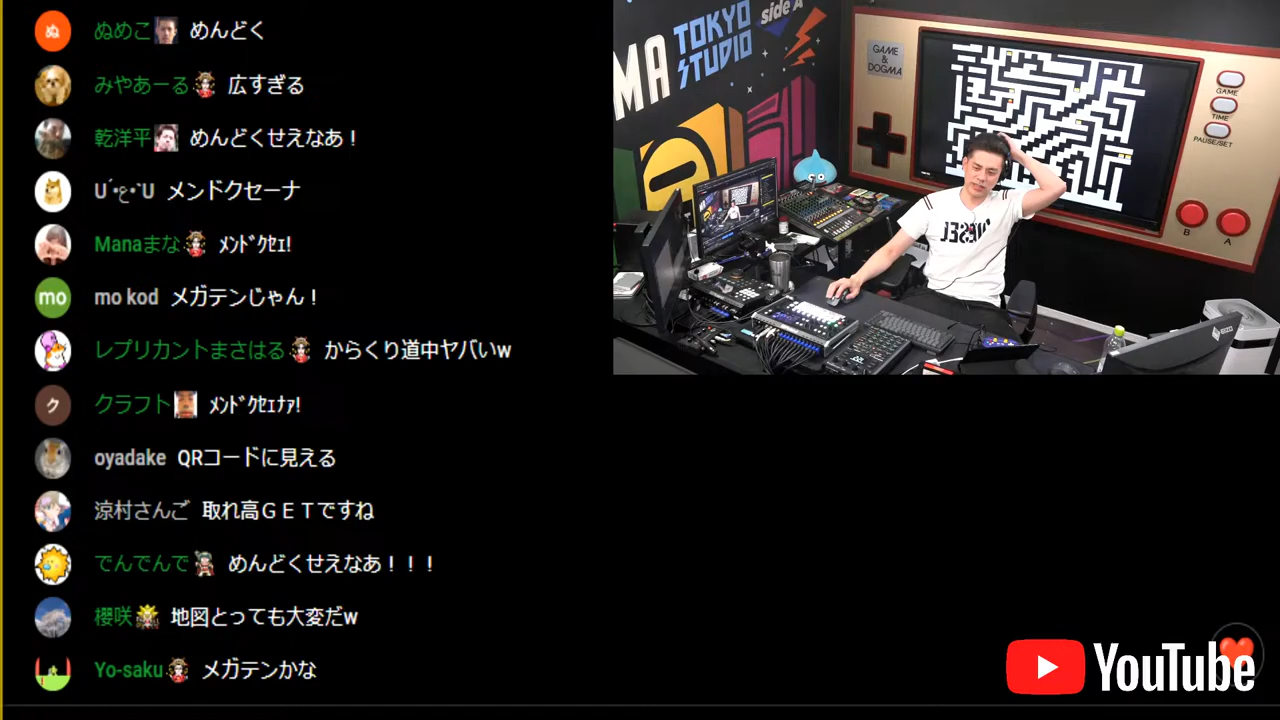 ぬ ぬめこ めんどく
みやあーる 広すぎる
乾洋平 めんどくせえなあ！
U´•ج•`U メンドクセーナ
Manaまな ﾒﾝﾄﾞｸｾｪ!
mo mo kod メガテンじゃん！
レプリカントまさはる からくり道中ヤバいw
ク クラフト ﾒﾝﾄﾞｸｾｪﾅｧ!
oyadake QRコードに見える
涼村さんご 取れ高ＧＥＴですね
でんでんで めんどくせえなあ！！！
櫻咲 地図とっても大変だw
Yo-saku メガテンかな
MA TOKYO STUDIO side A
GAME & DOGMA
GAME
TIME
PAUSE/SET
B A
DIESEL
YouTube